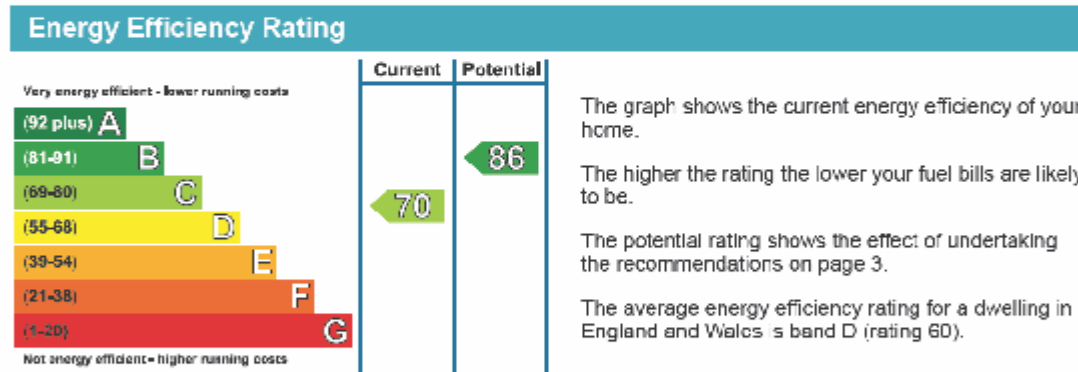 Energy Efficiency Rating
Current Potential
Very energy efficient - lower running costs
(92 plus) A
(81-91) B
86
(69-80) C
70
(55-68) D
(39-54) E
(21-38) F
(1-20) G
Not energy efficient - higher running costs
The graph shows the current energy efficiency of your
home.
The higher the rating the lower your fuel bills are likely
to be.
The potential rating shows the effect of undertaking
the recommendations on page 3.
The average energy efficiency rating for a dwelling in
England and Wales is band D (rating 60).